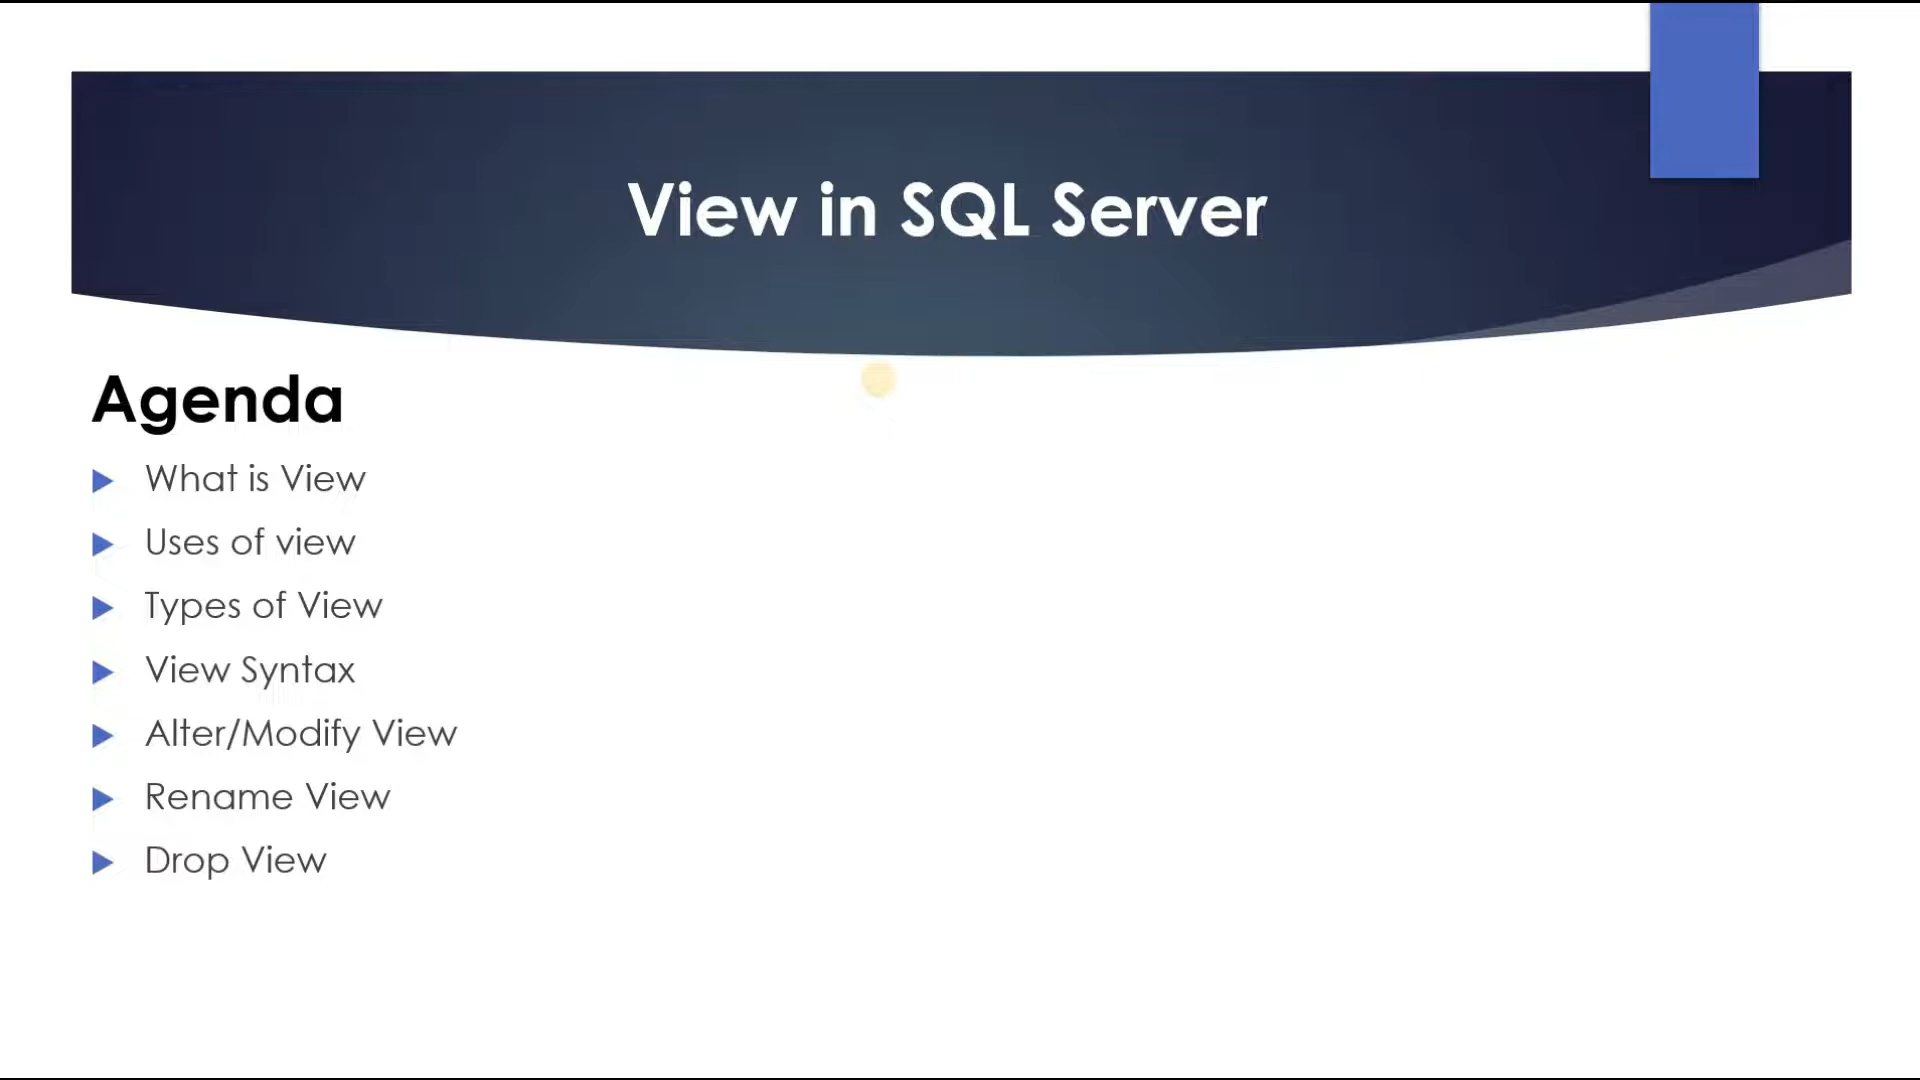 View in SQL Server
Agenda
What is View
Uses of view
Types of View
View Syntax
Alter/Modify View
Rename View
Drop View